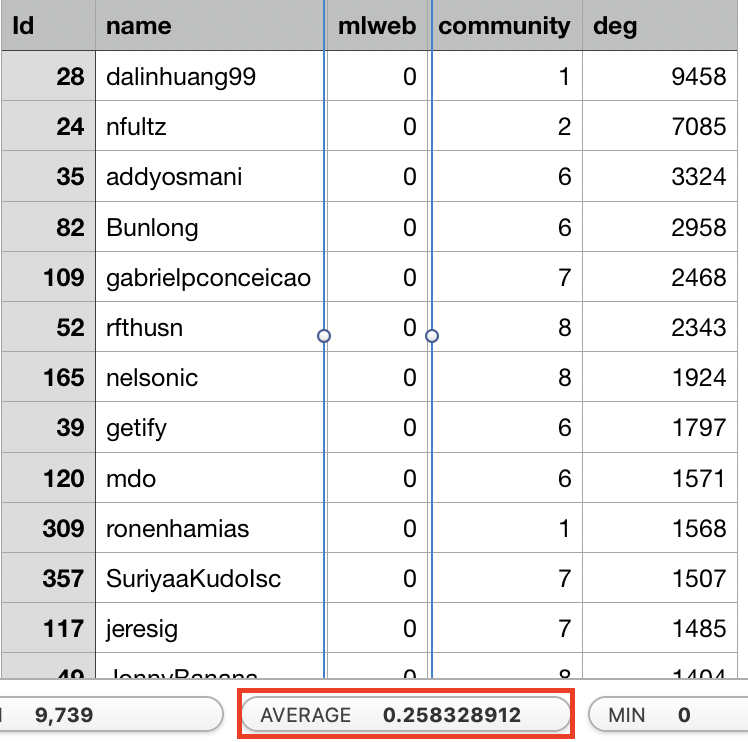 Id name mlweb community deg
28 dalinhuang99 0 1 9458
24 nfultz 0 2 7085
35 addyosmani 0 6 3324
82 Bunlong 0 6 2958
109 gabrielpconceicao 0 7 2468
52 rfthusn 0 8 2343
165 nelsonic 0 8 1924
39 getify 0 6 1797
120 mdo 0 6 1571
309 ronenhamias 0 1 1568
357 SuriyaaKudoIsc 0 7 1507
117 jeresig 0 7 1485
49 JonnyBanana 0 8 1404
9,739 AVERAGE 0.258328912 MIN 0